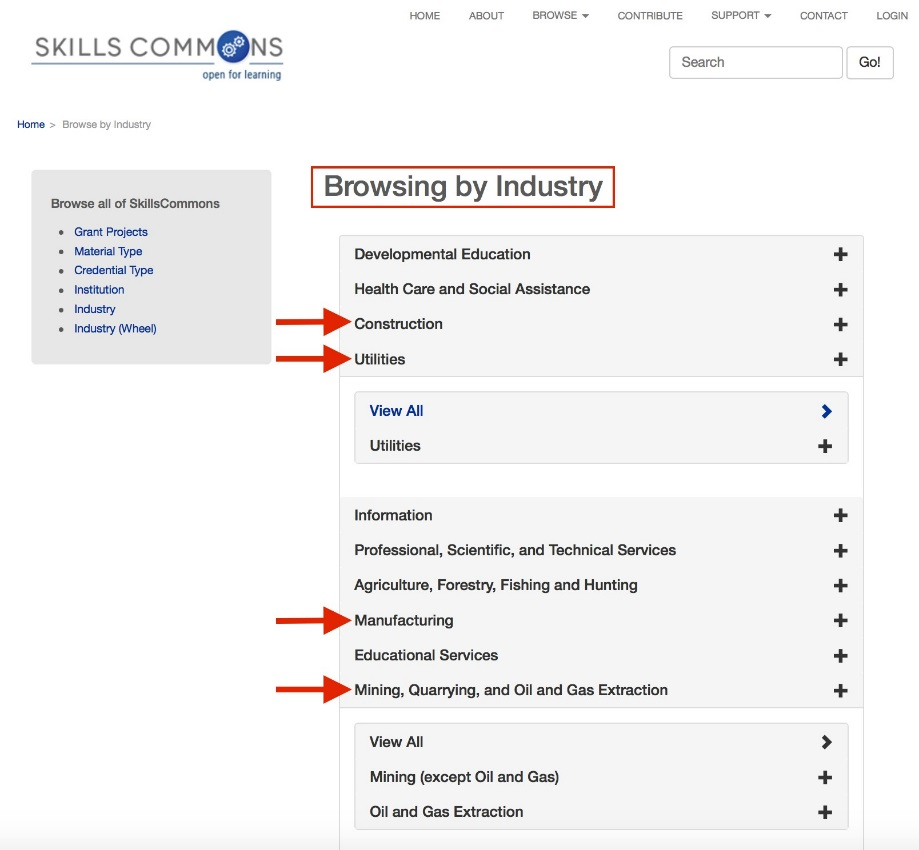 HOME ABOUT BROWSE CONTRIBUTE SUPPORT CONTACT LOGIN
SKILLS COMMONS
open for learning
Search Go!
Home > Browse by Industry
Browse all of SkillsCommons
Grant Projects
Material Type
Credential Type
Institution
Industry
Industry (Wheel)
Browsing by Industry
Developmental Education
Health Care and Social Assistance
Construction
Utilities
View All
Utilities
Information
Professional, Scientific, and Technical Services
Agriculture, Forestry, Fishing and Hunting
Manufacturing
Educational Services
Mining, Quarrying, and Oil and Gas Extraction
View All
Mining (except Oil and Gas)
Oil and Gas Extraction